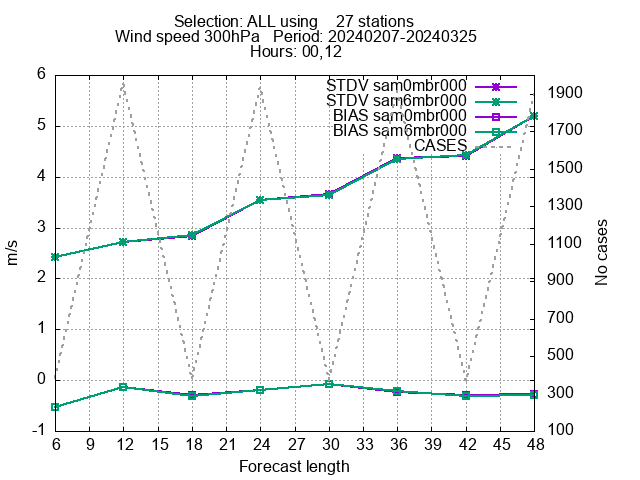 Selection: ALL using    27 stations
Wind speed 300hPa   Period: 20240207-20240325
Hours: 00,12
STDV sam0mbr000
STDV sam6mbr000
BIAS sam0mbr000
BIAS sam6mbr000
CASES
6
5
4
3
2
1
0
-1
m/s
1900
1700
1500
1300
1100
900
700
500
300
100
No cases
6 9 12 15 18 21 24 27 30 33 36 39 42 45 48
Forecast length